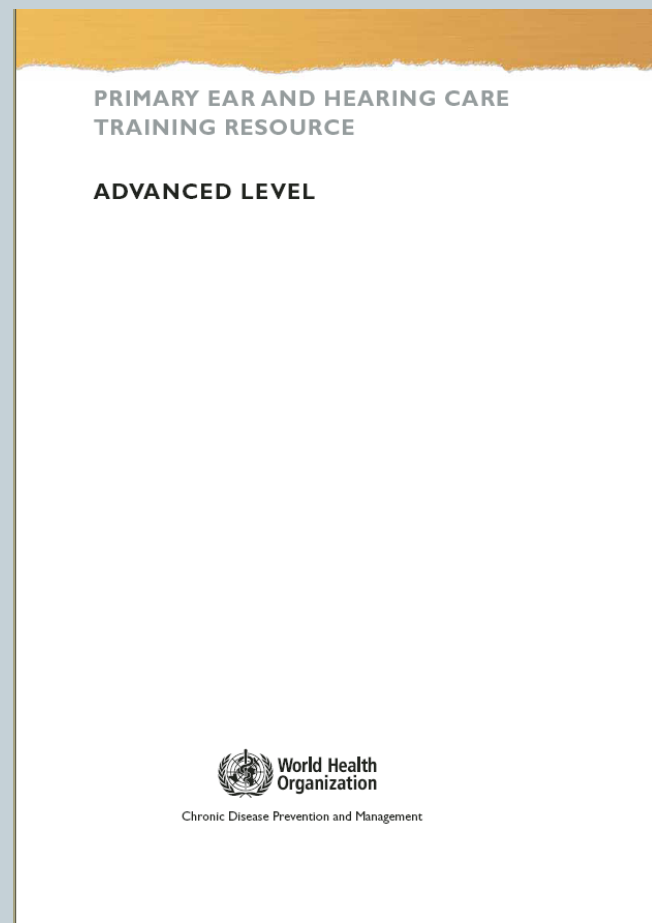 PRIMARY EAR AND HEARING CARE
TRAINING RESOURCE
ADVANCED LEVEL
World Health
Organization
Chronic Disease Prevention and Management